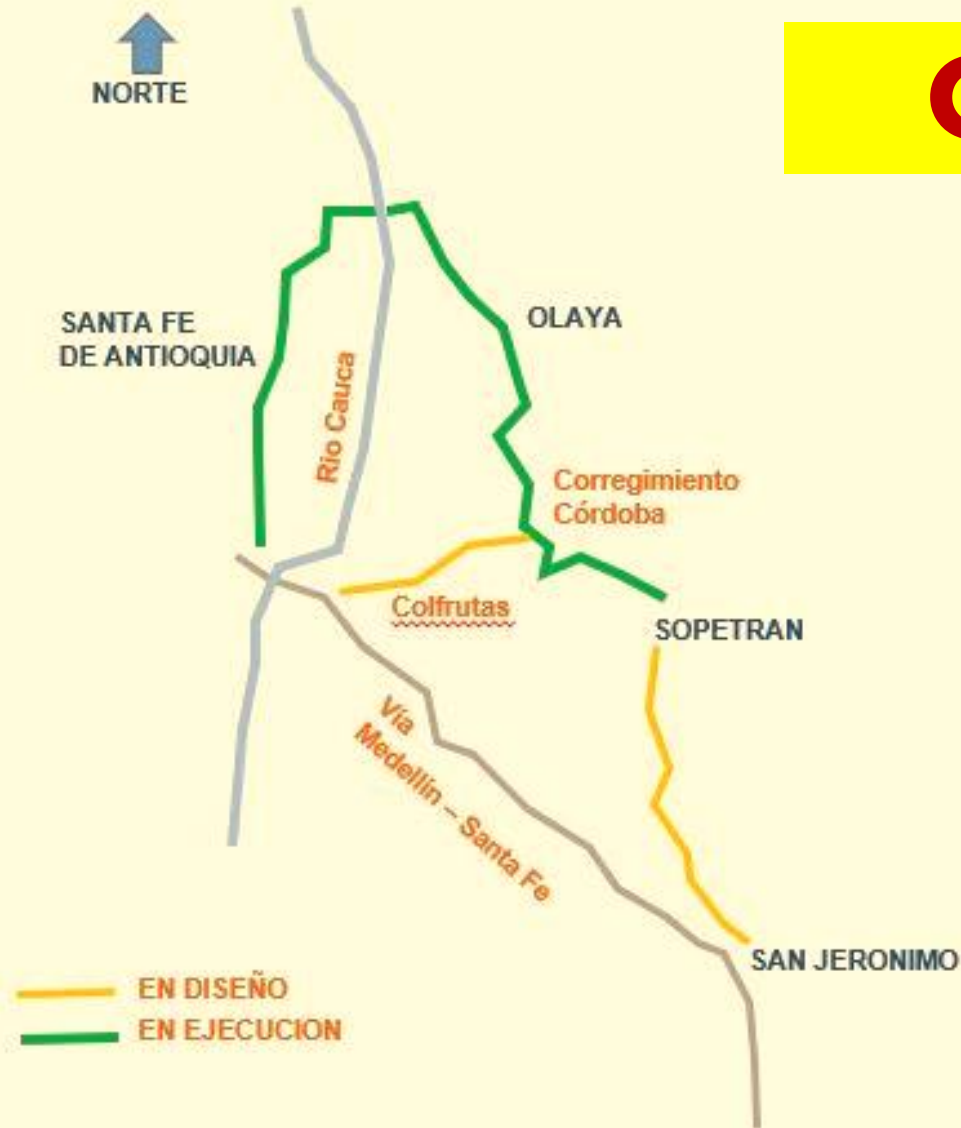 NORTE
SANTA FE
DE ANTIOQUIA
OLAYA
Rio Cauca
Corregimiento
Córdoba
Colfrutas
SOPETRAN
Vía
Medellín – Santa Fe
SAN JERONIMO
EN DISEÑO
EN EJECUCION